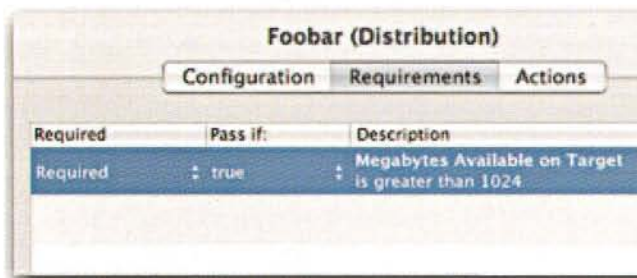 Foobar (Distribution)
Configuration Requirements Actions
Required Pass if: Description
Required true Megabytes Available on Target
is greater than 1024